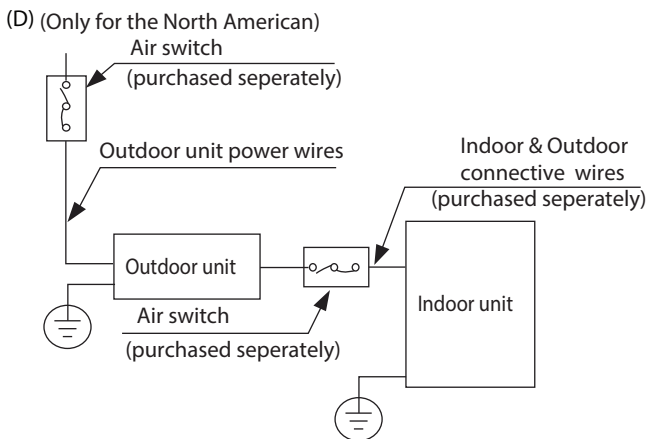 (D) (Only for the North American)
Air switch
(purchased seperately)
Outdoor unit power wires
Indoor & Outdoor
connective wires
(purchased seperately)
Outdoor unit
Indoor unit
Air switch
(purchased seperately)